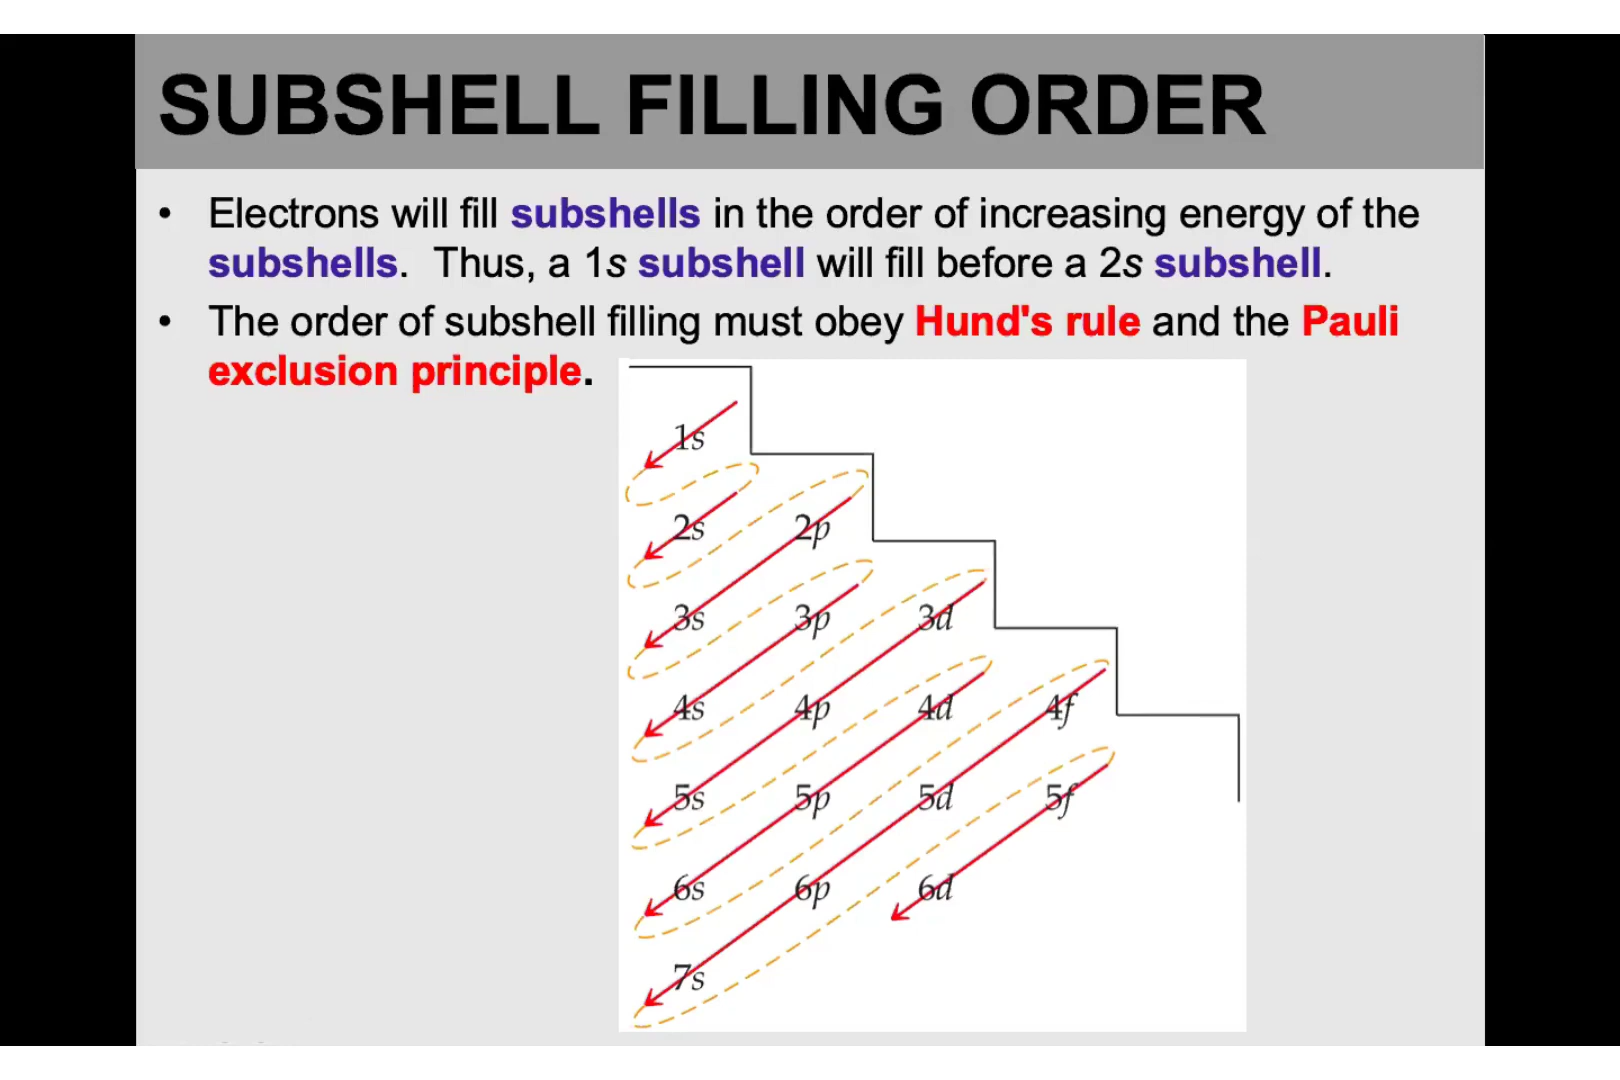 SUBSHELL FILLING ORDER
• Electrons will fill subshells in the order of increasing energy of the
subshells. Thus, a 1s subshell will fill before a 2s subshell.
• The order of subshell filling must obey Hund's rule and the Pauli
exclusion principle.
1s
2s 2p
3s 3p 3d
4s 4p 4d 4f
5s 5p 5d 5f
6s 6p 6d
7s